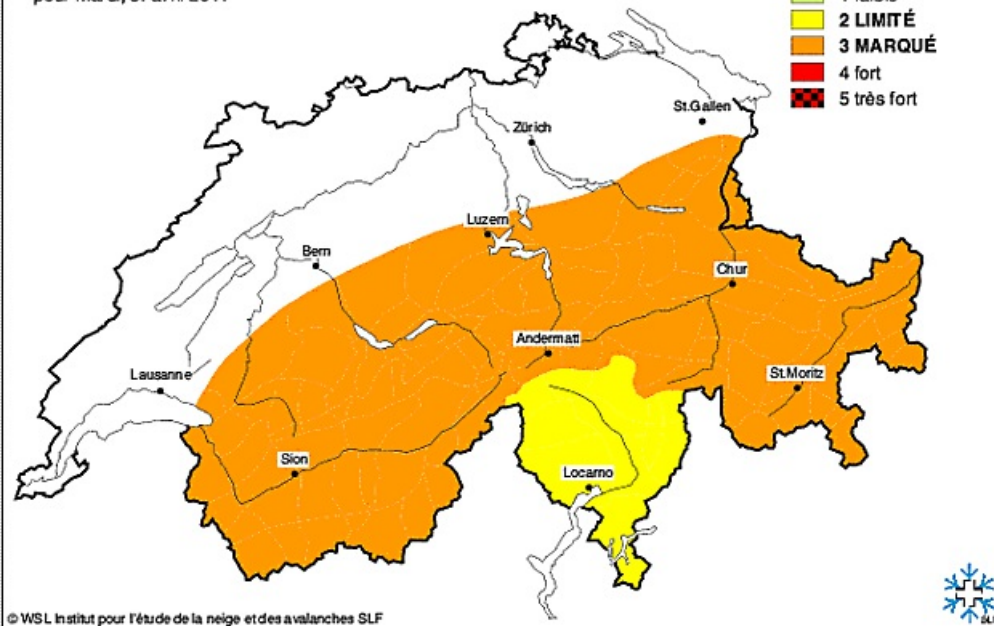 pour
2 LIMITÉ
3 MARQUÉ
4 fort
5 très fort
St.Gallen
Zürich
Luzern
Bern
Chur
Andermatt
St.Moritz
Lausanne
Sion
Locarno
© WSL Institut pour l'étude de la neige et des avalanches SLF